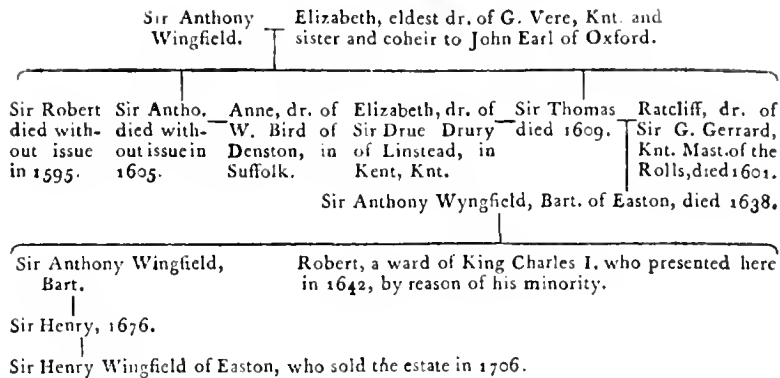 Sir Anthony Wingfield.
Elizabeth, eldest dr. of G. Vere, Knt. and
sister and coheir to John Earl of Oxford.
Sir Robert
died with-
out issue
in 1595.
Sir Antho.
died with-
out issue in
1605.
Anne, dr. of
W. Bird of
Denston, in
Suffolk.
Elizabeth, dr. of
Sir Drue Drury
of Linstead, in
Kent, Knt.
Sir Thomas
died 1609.
Ratcliff, dr. of
Sir G. Gerrard,
Knt. Mast. of the
Rolls, died 1601.
Sir Anthony Wyngfield, Bart. of Easton, died 1638.
Sir Anthony Wingfield,
Bart.
Robert, a ward of King Charles I. who presented here
in 1642, by reason of his minority.
Sir Henry, 1676.
Sir Henry Wingfield of Easton, who sold the estate in 1706.